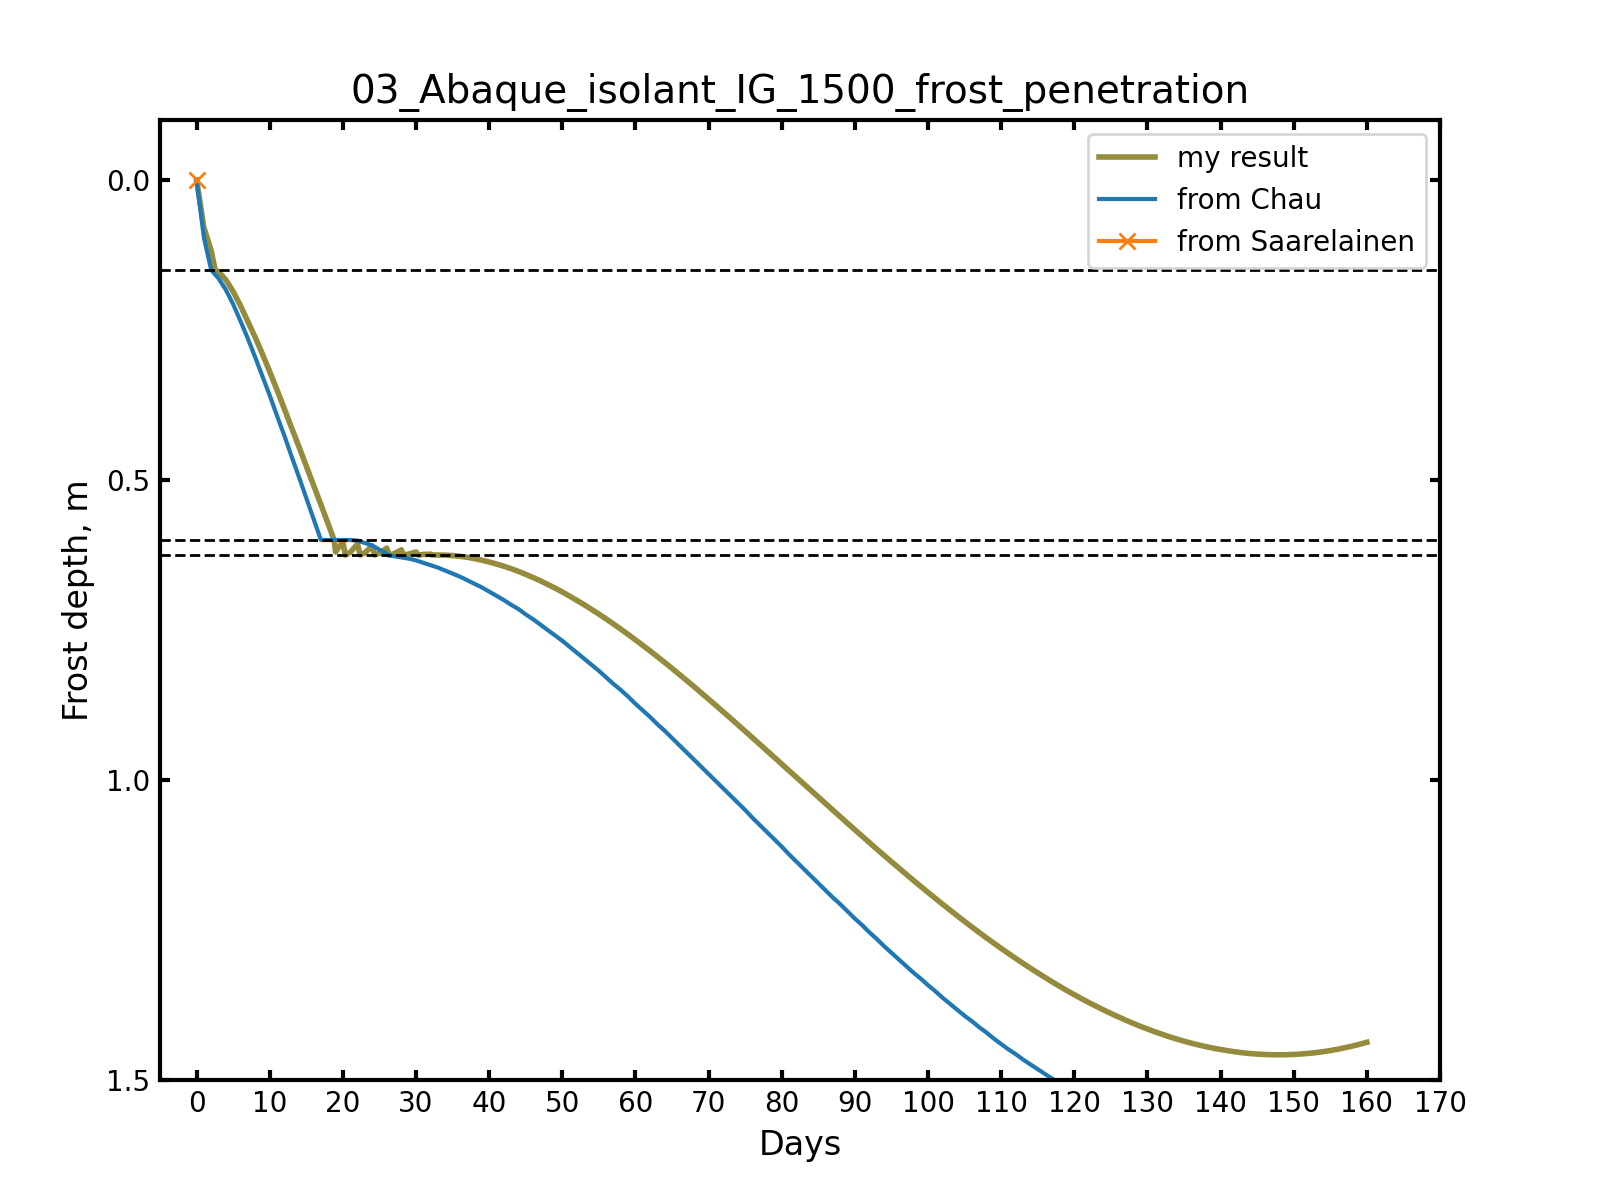 03_Abaque_isolant_IG_1500_frost_penetration
my result
from Chau
from Saarelainen
0.0
0.5
1.0
1.5
Frost depth, m
0 10 20 30 40 50 60 70 80 90 100 110 120 130 140 150 160 170
Days